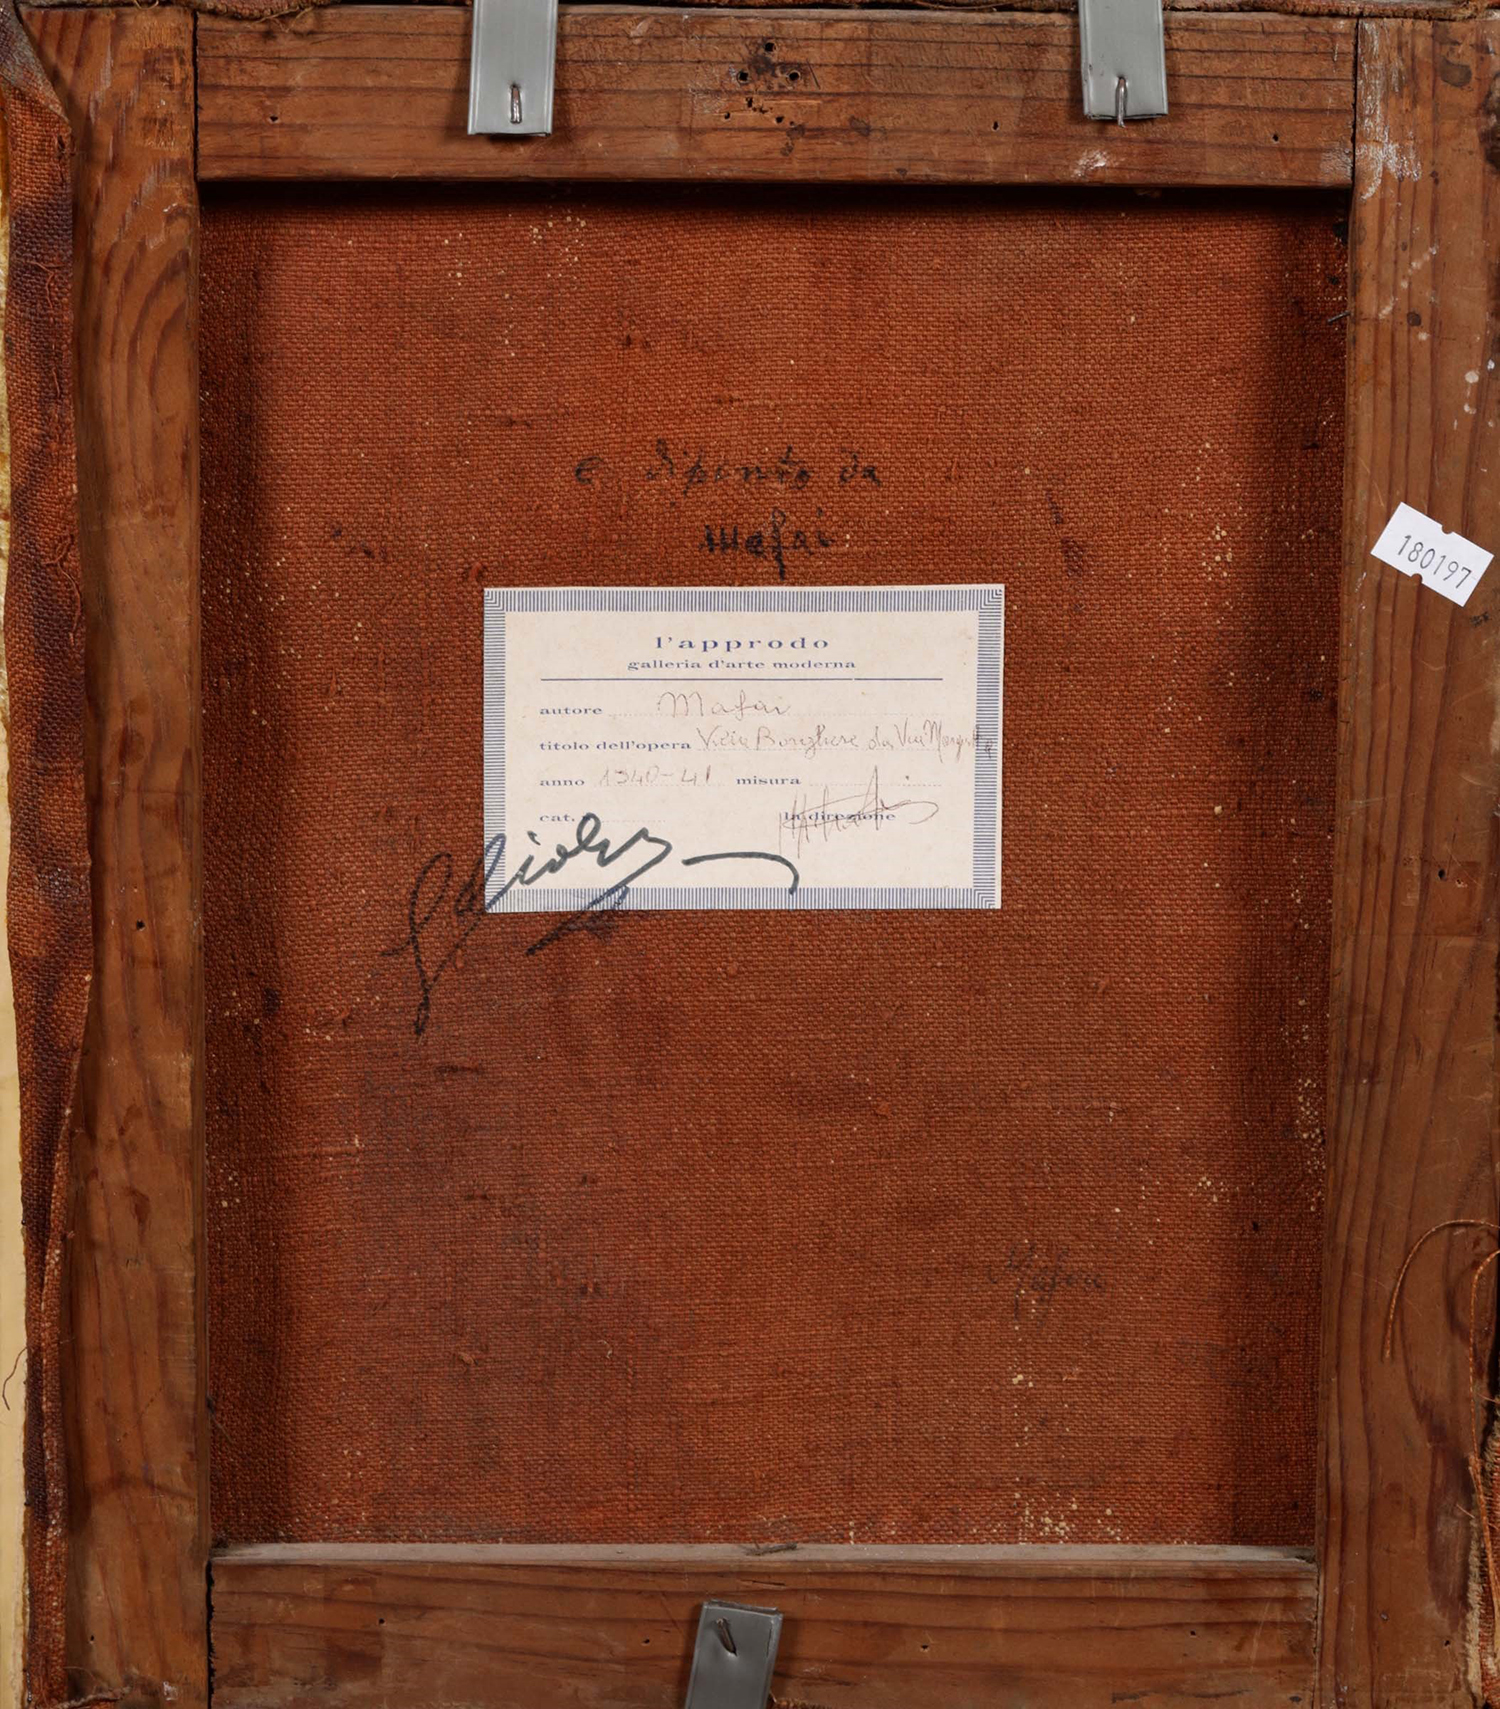 e dipinto da
Mafai
180197
l'approdo
galleria d'arte moderna
autore Mafai
titolo dell'opera Villa Borghese da Via Margutta
anno 1940-41 misura
cat.
la direzione
Mafai